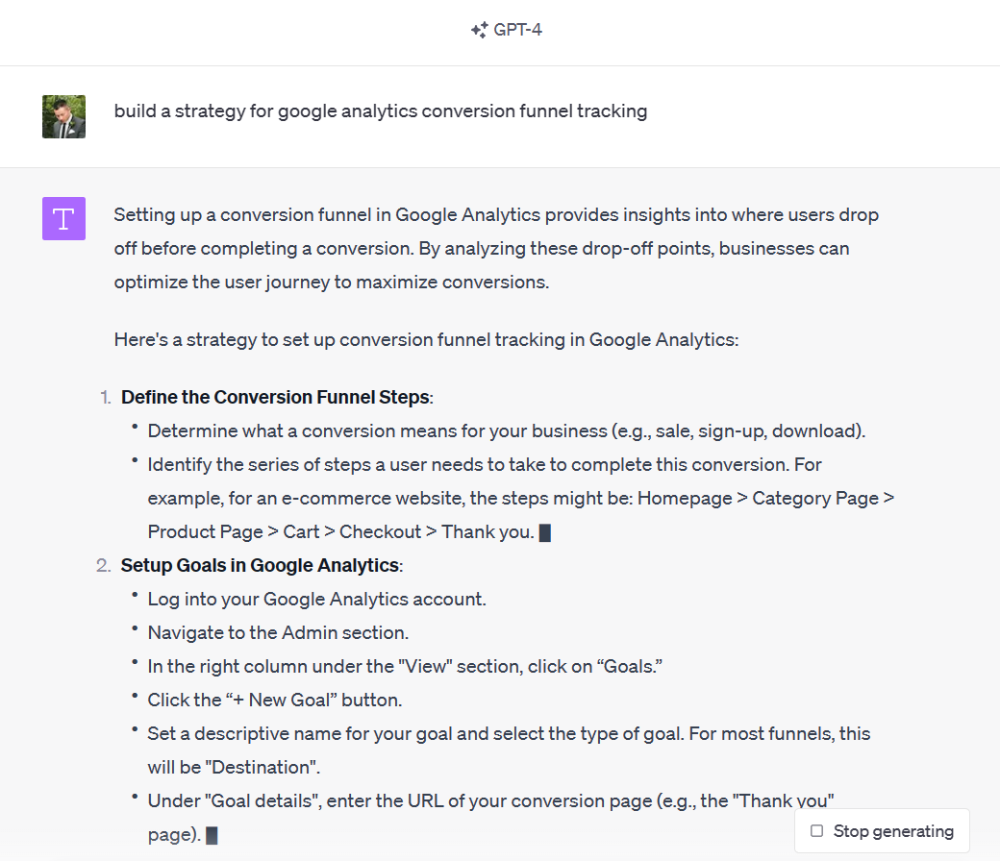 GPT-4
build a strategy for google analytics conversion funnel tracking
T
Setting up a conversion funnel in Google Analytics provides insights into where users drop
off before completing a conversion. By analyzing these drop-off points, businesses can
optimize the user journey to maximize conversions.
Here's a strategy to set up conversion funnel tracking in Google Analytics:
1. Define the Conversion Funnel Steps:
• Determine what a conversion means for your business (e.g., sale, sign-up, download).
• Identify the series of steps a user needs to take to complete this conversion. For
example, for an e-commerce website, the steps might be: Homepage > Category Page >
Product Page > Cart > Checkout > Thank you.
2. Setup Goals in Google Analytics:
• Log into your Google Analytics account.
• Navigate to the Admin section.
• In the right column under the "View" section, click on “Goals.”
• Click the “+ New Goal” button.
• Set a descriptive name for your goal and select the type of goal. For most funnels, this
will be "Destination".
• Under "Goal details", enter the URL of your conversion page (e.g., the "Thank you"
page).
Stop generating